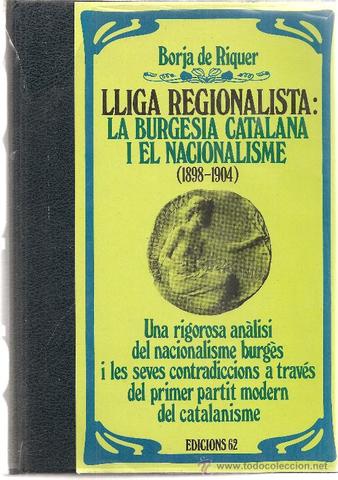 Borja de Riquer
LLIGA REGIONALISTA:
LA BURGESIA CATALANA
I EL NACIONALISME
(1898-1904)
Una rigorosa anàlisi
del nacionalisme burgès
i les seves contradiccions a través
del primer partit modern
del catalanisme
EDICIONS 62
www.todocoleccion.net